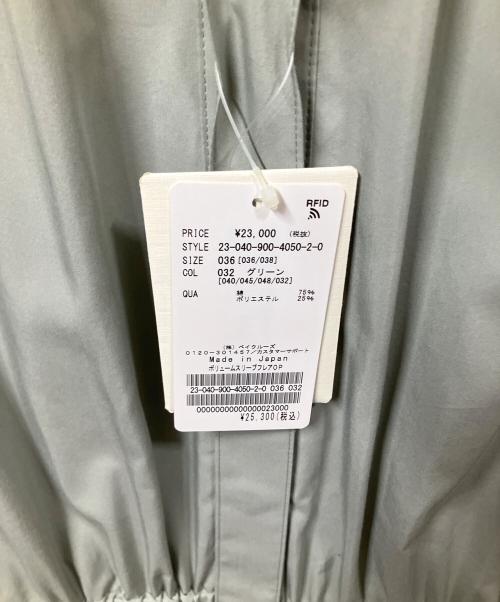 RFID
PRICE ¥23,000 (税抜)
STYLE 23-040-900-4050-2-0
SIZE 036 [036/038]
COL 032 グリーン
[040/045/048/032]
QUA 綿 75%
ポリエステル 25%
(株) ベイクルーズ
0120-301457/カスタマーサポート
Made in Japan
ボリュームスリーブフレアOP
23-040-900-4050-2-0 036 032
00000000000000023000
¥25,300(税込)